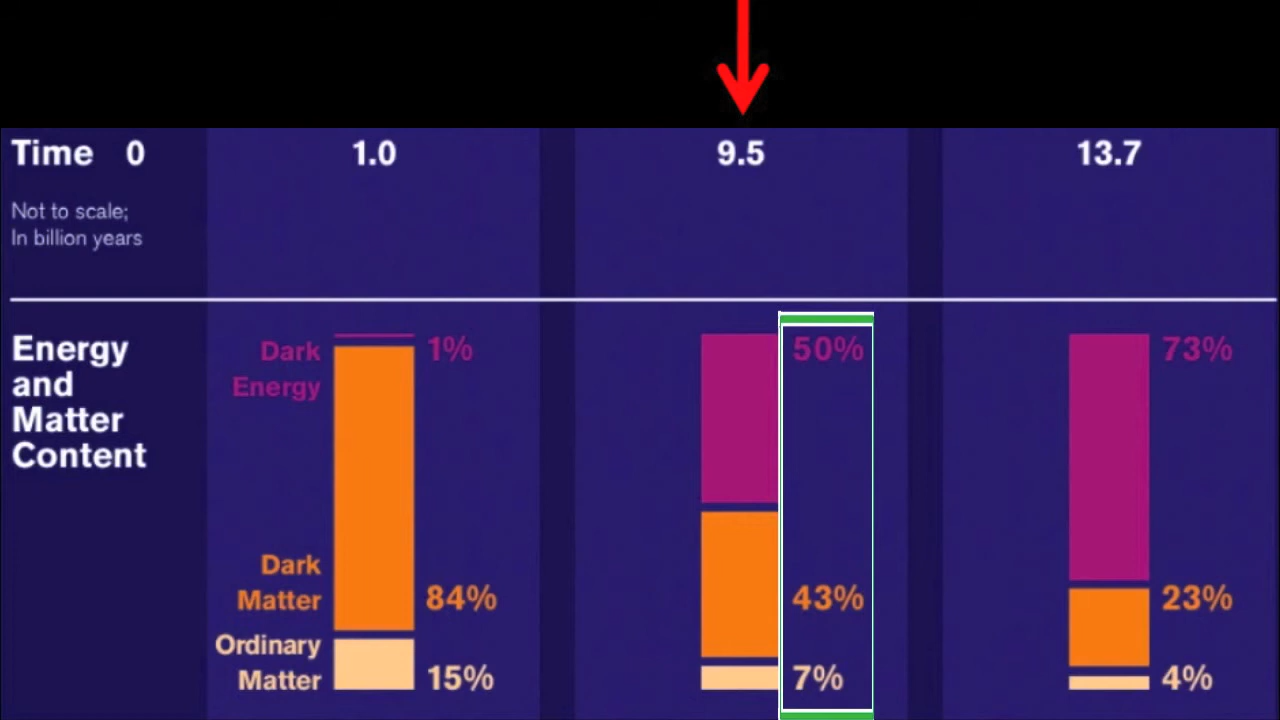 Time 0 1.0 9.5 13.7
Not to scale;
In billion years
Energy
and
Matter
Content
Dark
Energy
1% 50% 73%
Dark
Matter
84% 43% 23%
Ordinary
Matter
15% 7% 4%